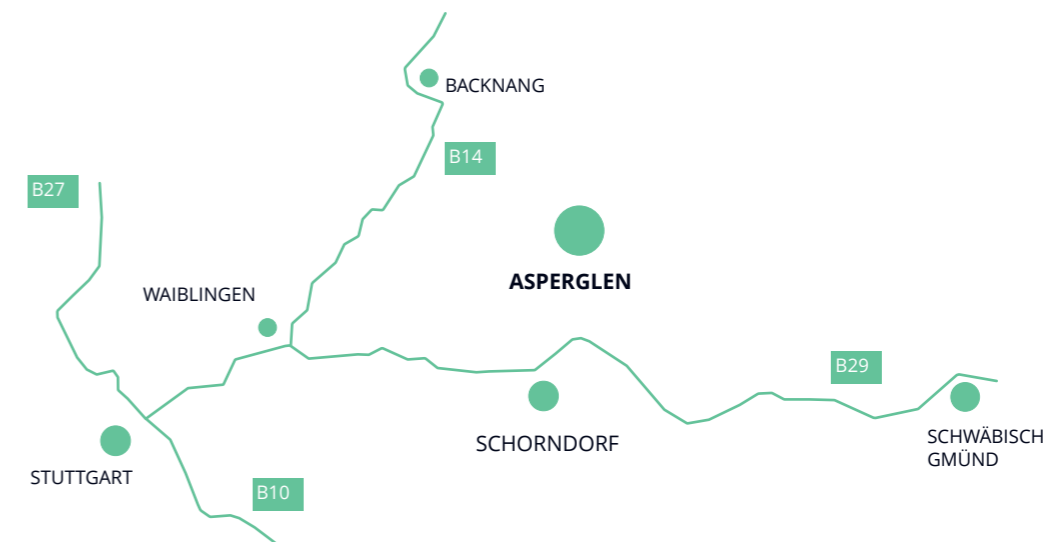 BACKNANG
B14
B27
ASPERGLEN
WAIBLINGEN
B29
SCHORNDORF
SCHWÄBISCH
GMÜND
STUTTGART
B10